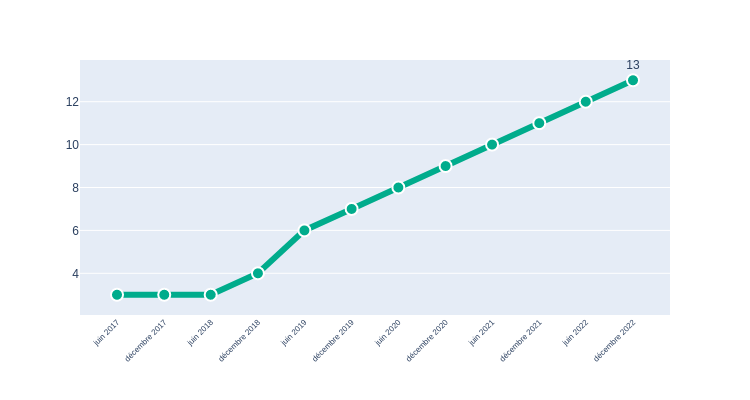 13
12
10
8
6
4
juin 2017
décembre 2017
juin 2018
décembre 2018
juin 2019
décembre 2019
juin 2020
décembre 2020
juin 2021
décembre 2021
juin 2022
décembre 2022